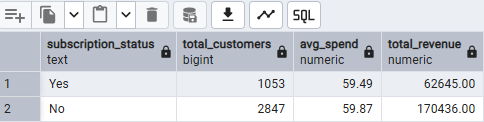 SQL
subscription_status total_customers avg_spend total_revenue
text bigint numeric numeric
1 Yes 1053 59.49 62645.00
2 No 2847 59.87 170436.00